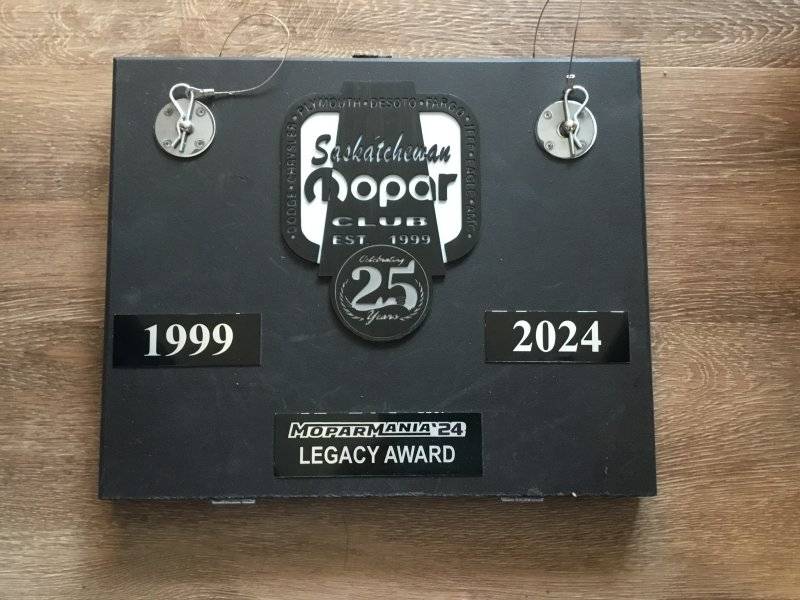 DODGE • CHRYSLER • PLYMOUTH • DESOTO • FARGO • JEEP • EAGLE • AMC •
Saskatchewan
Mopar
CLUB
EST. 1999
Celebrating
25
Years
1999
2024
MOPARMANIA'24
LEGACY AWARD